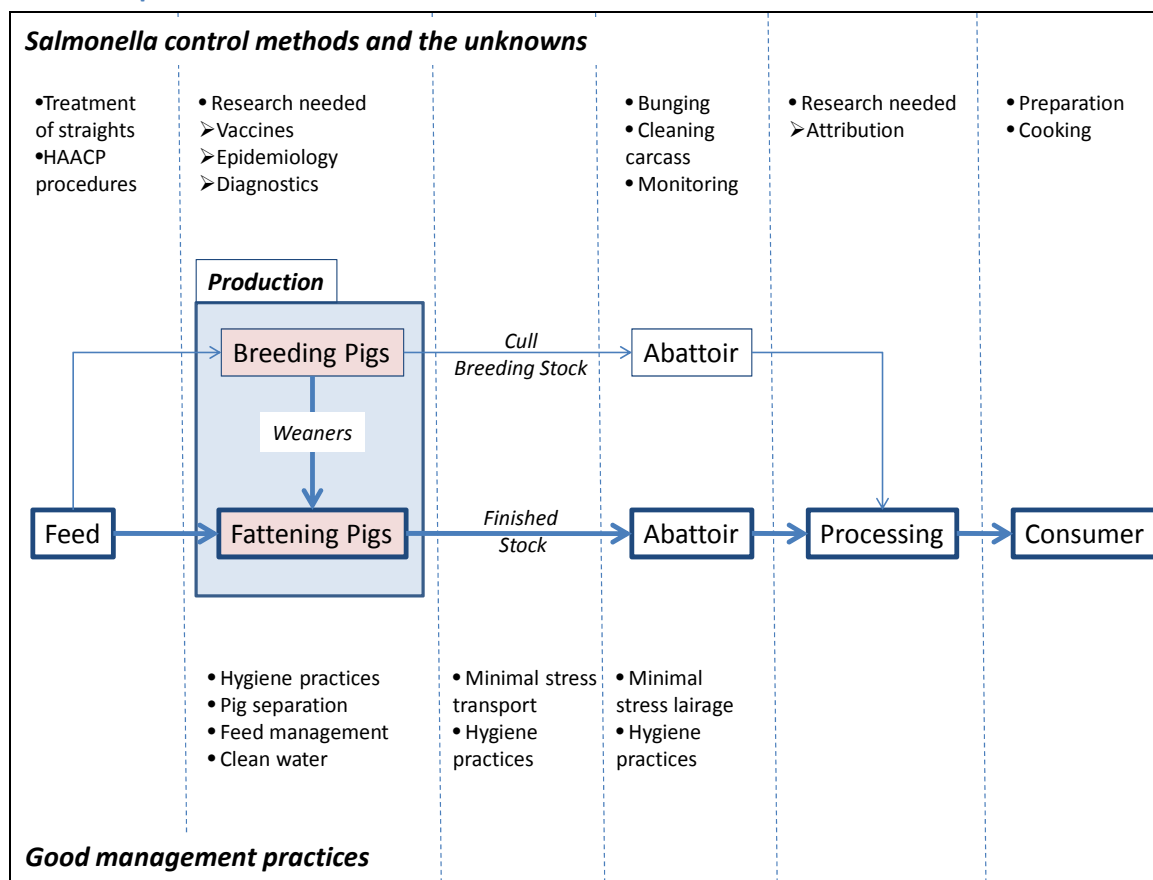 Salmonella control methods and the unknowns
•Treatment
of straights
•HAACP
procedures
• Research needed
➢Vaccines
➢Epidemiology
➢Diagnostics
• Bunging
• Cleaning
carcass
• Monitoring
• Research needed
➢Attribution
• Preparation
• Cooking
Production
Breeding Pigs
Cull
Breeding Stock
Abattoir
Weaners
Feed
Fattening Pigs
Finished
Stock
Abattoir
Processing
Consumer
• Hygiene practices
• Pig separation
• Feed management
• Clean water
• Minimal stress
transport
• Hygiene
practices
• Minimal
stress lairage
• Hygiene
practices
Good management practices